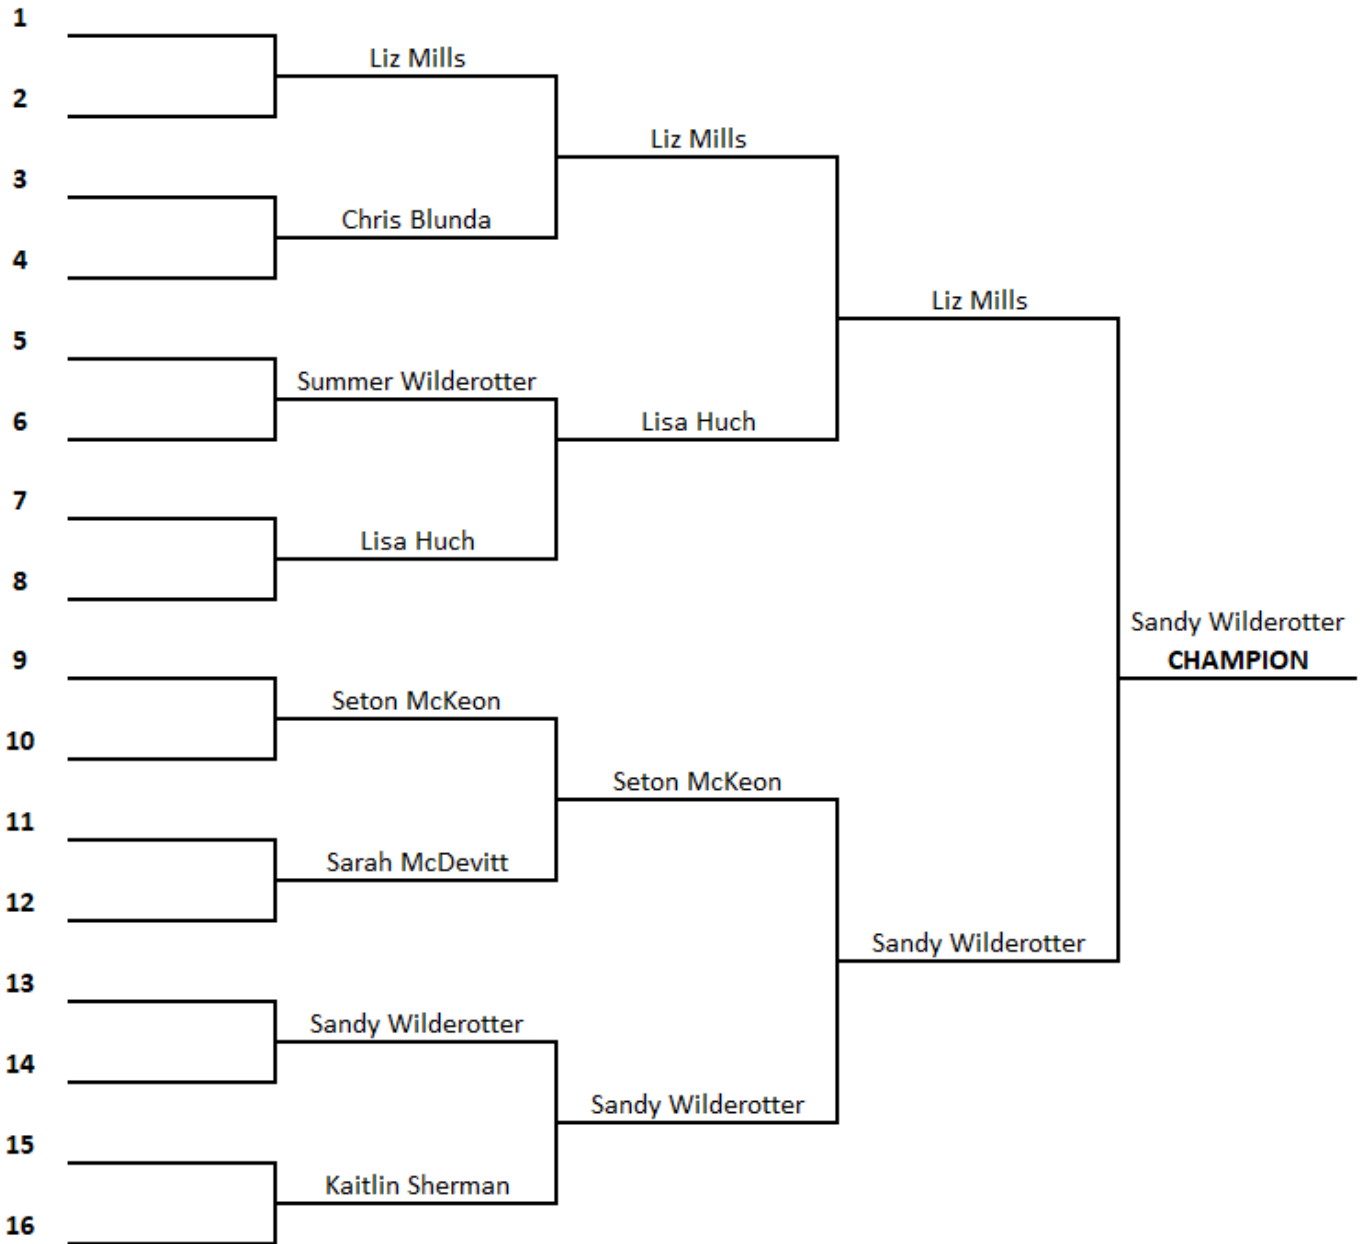 1
Liz Mills
2
Liz Mills
3
Chris Blunda
4
Liz Mills
5
Summer Wilderotter
6
Lisa Huch
7
Lisa Huch
8
Sandy Wilderotter
CHAMPION
9
Seton McKeon
10
Seton McKeon
11
Sarah McDevitt
12
Sandy Wilderotter
13
Sandy Wilderotter
14
Sandy Wilderotter
15
Kaitlin Sherman
16